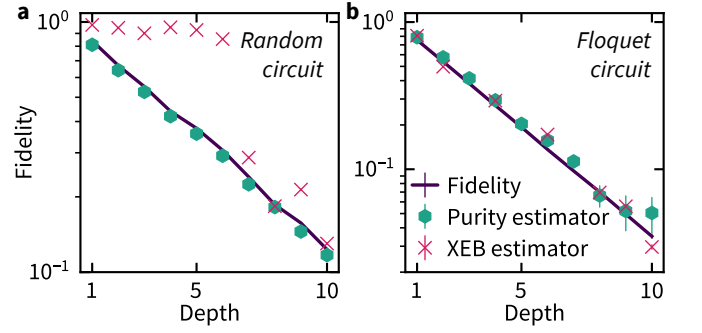 a
b
10⁰
10⁰
Random
circuit
Floquet
circuit
Fidelity
10⁻¹
Fidelity
Purity estimator
XEB estimator
10⁻¹
1
5
10
1
5
10
Depth
Depth